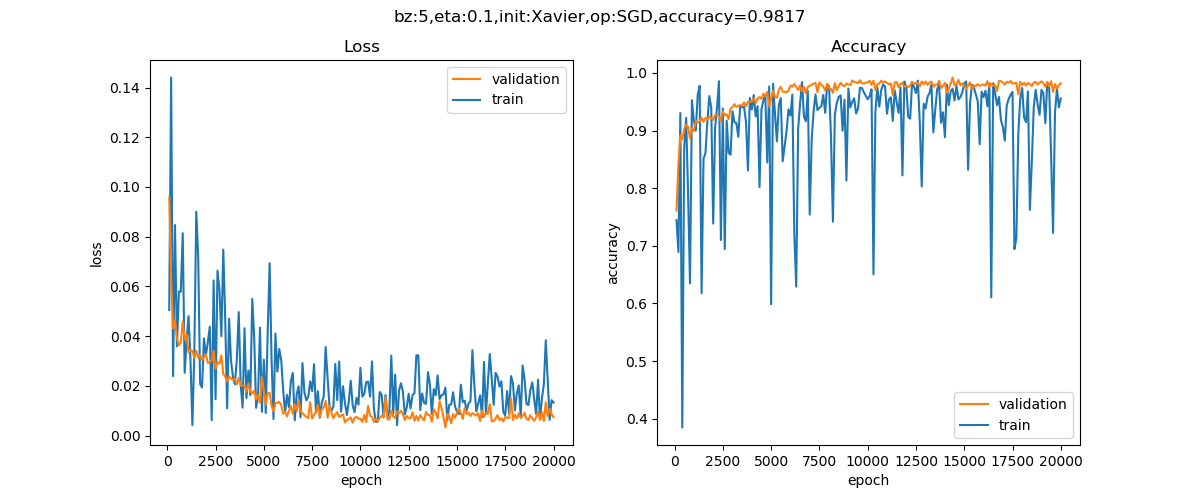 bz:5,eta:0.1,init:Xavier,op:SGD,accuracy=0.9817
Loss
validation
train
0.14
0.12
0.10
0.08
0.06
0.04
0.02
0.00
loss
0 2500 5000 7500 10000 12500 15000 17500 20000
epoch
Accuracy
1.0
0.9
0.8
0.7
0.6
0.5
0.4
accuracy
validation
train
0 2500 5000 7500 10000 12500 15000 17500 20000
epoch